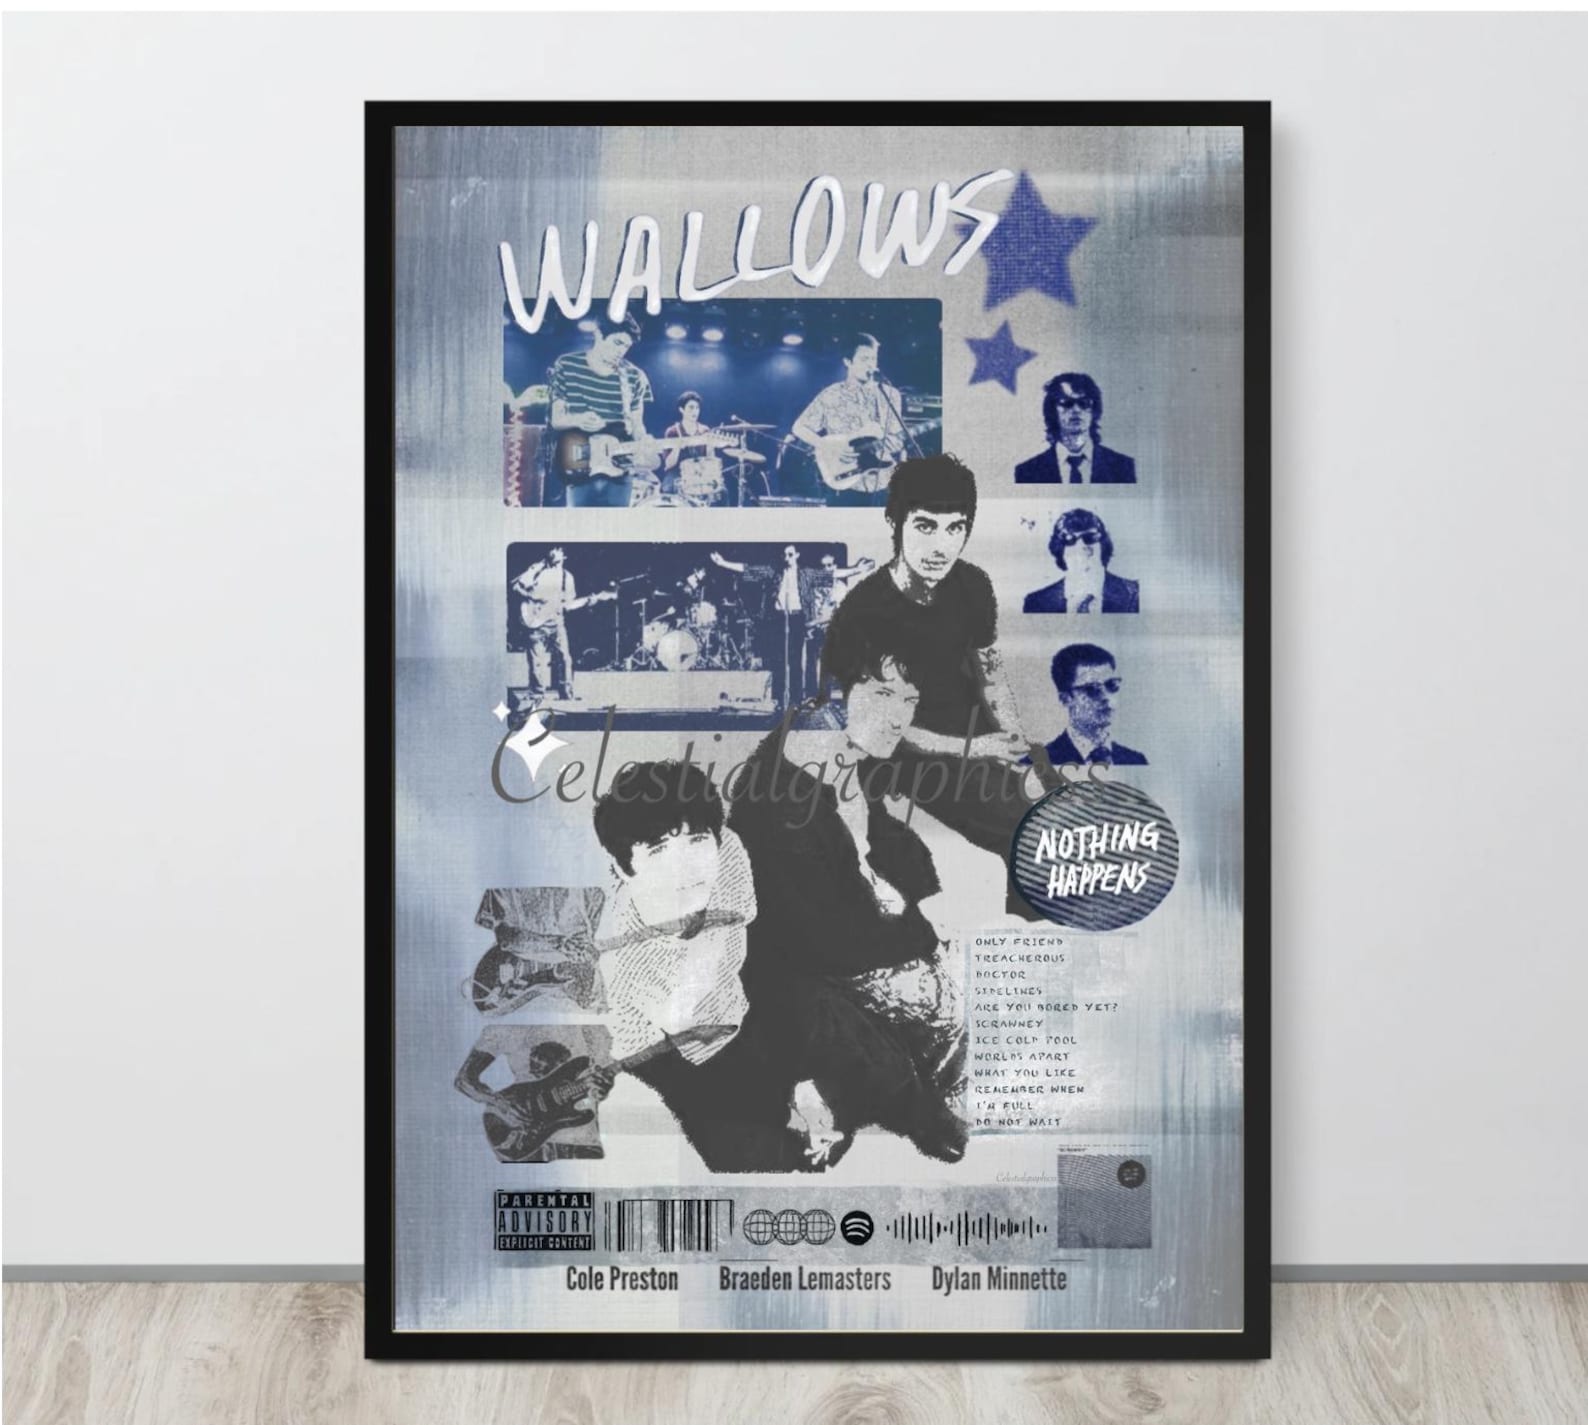 WALLOWS
Celestialgraphicss
NOTHING
HAPPENS
ONLY FRIEND
TREACHEROUS
DOCTOR
SIDELINES
ARE YOU BORED YET?
SCRAWNEY
ICE COLD POOL
WORLDS APART
WHAT YOU LIKE
REMEMBER WHEN
I'M FULL
DO NOT WAIT
Celestialgraphicss
PARENTAL
ADVISORY
EXPLICIT CONTENT
Cole Preston Braeden Lemasters Dylan Minnette